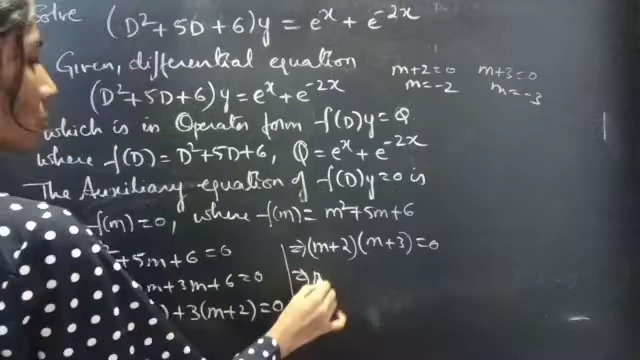 Solve (D²+5D+6)y = eˣ + e⁻²ˣ
Given, differential equation
(D²+5D+6)y = eˣ + e⁻²ˣ
which is in Operator form f(D)y = Q
where f(D) = D²+5D+6, Q = eˣ + e⁻²ˣ
The Auxiliary equation of f(D)y=0 is
f(m)=0, where f(m) = m²+5m+6
² + 5m + 6 = 0
m + 3m + 6 = 0
) + 3(m+2) = 0
⇒ (m+2)(m+3) = 0
⇒
m+2=0
m=-2
m+3=0
m=-3